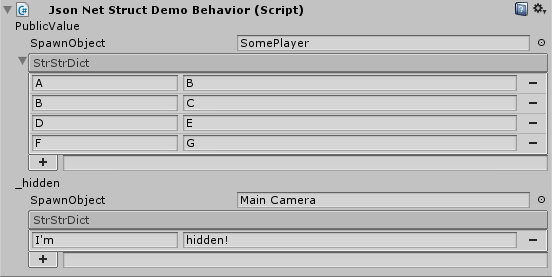 Json Net Struct Demo Behavior (Script)
PublicValue
SpawnObject SomePlayer
StrStrDict
A B
B C
D E
F G
+
_hidden
SpawnObject Main Camera
StrStrDict
I'm hidden!
+